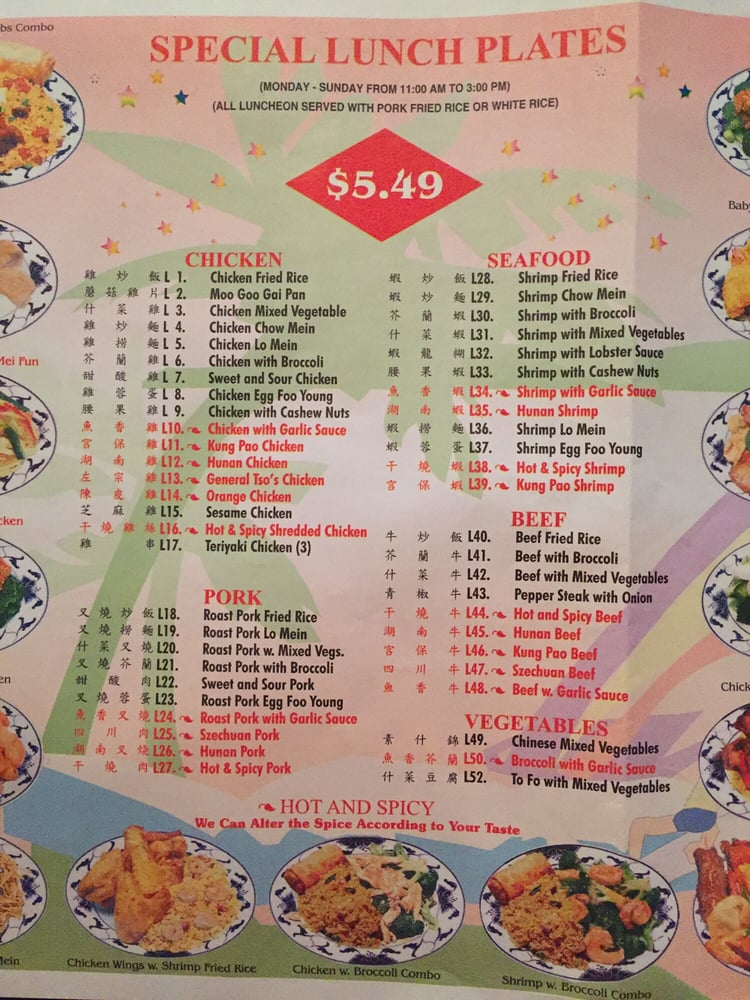 bs Combo
SPECIAL LUNCH PLATES
(MONDAY - SUNDAY FROM 11:00 AM TO 3:00 PM)
(ALL LUNCHEON SERVED WITH PORK FRIED RICE OR WHITE RICE)
$5.49
CHICKEN
雞炒飯 L 1. Chicken Fried Rice
蘑菇雞片 L 2. Moo Goo Gai Pan
什菜雞 L 3. Chicken Mixed Vegetable
雞炒麵 L 4. Chicken Chow Mein
雞撈麵 L 5. Chicken Lo Mein
芥蘭雞 L 6. Chicken with Broccoli
甜酸雞 L 7. Sweet and Sour Chicken
雞蓉蛋 L 8. Chicken Egg Foo Young
腰果雞 L 9. Chicken with Cashew Nuts
魚香雞 L10. Chicken with Garlic Sauce
宮保雞 L11. Kung Pao Chicken
湖南雞 L12. Hunan Chicken
左宗雞 L13. General Tso's Chicken
陳皮雞 L14. Orange Chicken
芝麻雞 L15. Sesame Chicken
干燒雞絲 L16. Hot & Spicy Shredded Chicken
雞串 L17. Teriyaki Chicken (3)
PORK
叉燒炒飯 L18. Roast Pork Fried Rice
叉燒撈麵 L19. Roast Pork Lo Mein
什菜叉燒 L20. Roast Pork w. Mixed Vegs.
叉燒芥蘭 L21. Roast Pork with Broccoli
甜酸肉 L22. Sweet and Sour Pork
叉燒蓉蛋 L23. Roast Pork Egg Foo Young
魚香叉燒 L24. Roast Pork with Garlic Sauce
四川肉 L25. Szechuan Pork
湖南叉燒 L26. Hunan Pork
干燒肉 L27. Hot & Spicy Pork
SEAFOOD
蝦炒飯 L28. Shrimp Fried Rice
蝦炒麵 L29. Shrimp Chow Mein
芥蘭蝦 L30. Shrimp with Broccoli
什菜蝦 L31. Shrimp with Mixed Vegetables
蝦龍糊 L32. Shrimp with Lobster Sauce
腰果蝦 L33. Shrimp with Cashew Nuts
魚香蝦 L34. Shrimp with Garlic Sauce
湖南蝦 L35. Hunan Shrimp
蝦撈麵 L36. Shrimp Lo Mein
蝦蓉蛋 L37. Shrimp Egg Foo Young
干燒蝦 L38. Hot & Spicy Shrimp
宮保蝦 L39. Kung Pao Shrimp
BEEF
牛炒飯 L40. Beef Fried Rice
芥蘭牛 L41. Beef with Broccoli
什菜牛 L42. Beef with Mixed Vegetables
青椒牛 L43. Pepper Steak with Onion
干燒牛 L44. Hot and Spicy Beef
湖南牛 L45. Hunan Beef
宮保牛 L46. Kung Pao Beef
四川牛 L47. Szechuan Beef
魚香牛 L48. Beef w. Garlic Sauce
VEGETABLES
素什錦 L49. Chinese Mixed Vegetables
魚香芥蘭 L50. Broccoli with Garlic Sauce
什菜豆腐 L52. To Fo with Mixed Vegetables
HOT AND SPICY
We Can Alter the Spice According to Your Taste
Mei Fun
cken
en
Mein
Baby
Chick
Chicken Wings w. Shrimp Fried Rice
Chicken w. Broccoli Combo
Shrimp w. Broccoli Combo